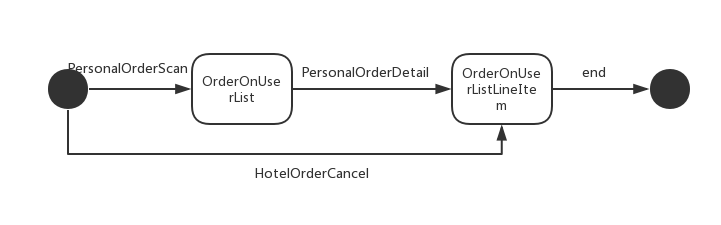 PersonalOrderScan
OrderOnUse
rList
PersonalOrderDetail
OrderOnUse
rListLineIte
m
end
HotelOrderCancel